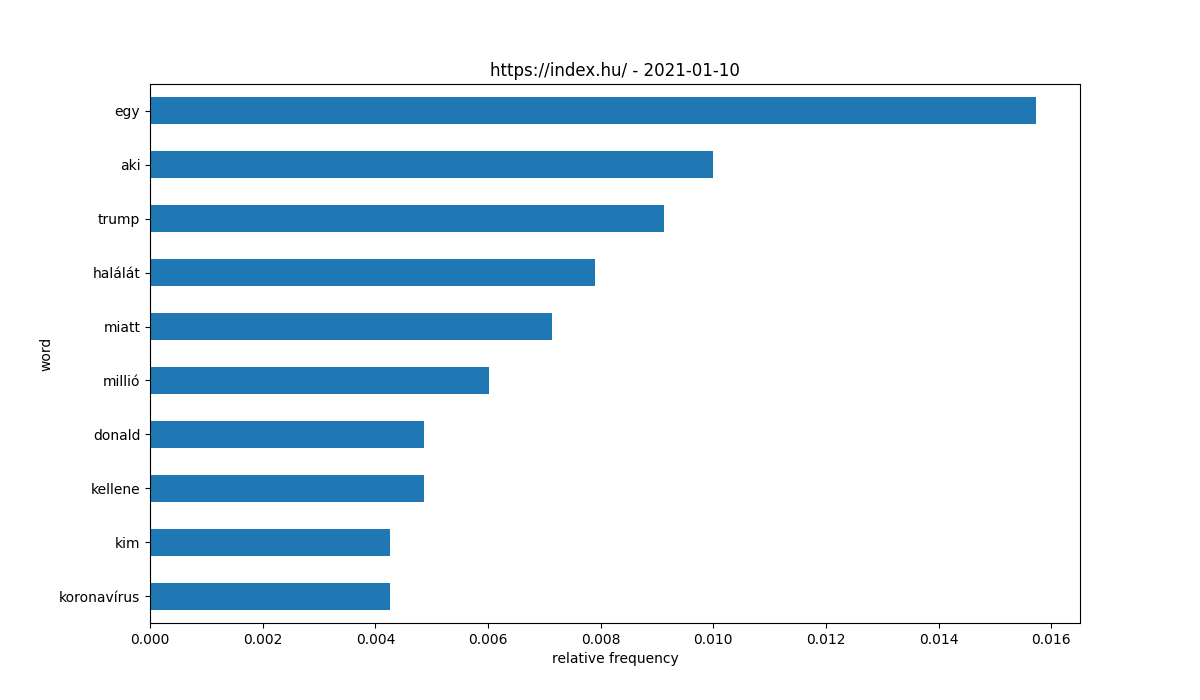 https://index.hu/ - 2021-01-10
egy
aki
trump
halálát
miatt
millió
donald
kellene
kim
koronavírus
word
0.000 0.002 0.004 0.006 0.008 0.010 0.012 0.014 0.016
relative frequency